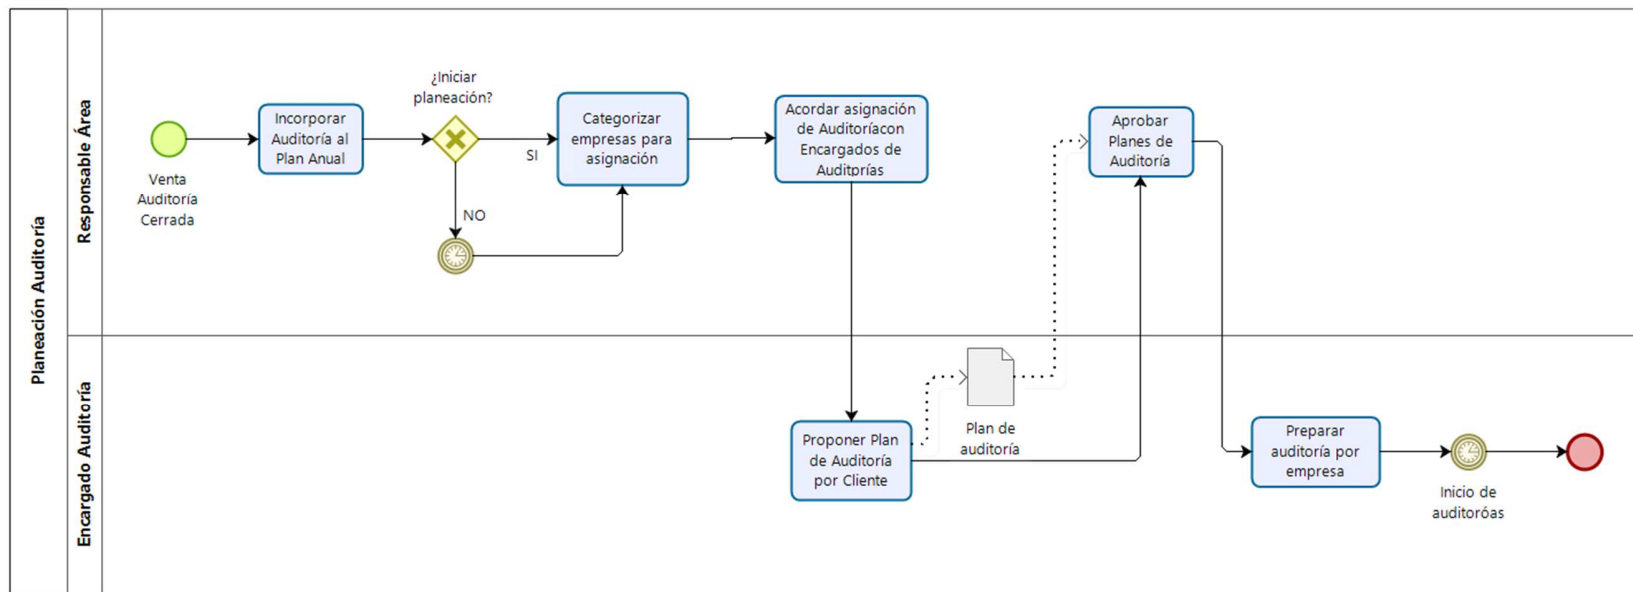 Planeación Auditoría
Responsable Área
Venta
Auditoría
Cerrada
Incorporar
Auditoría al
Plan Anual
¿Iniciar
planeación?
SI
NO
Categorizar
empresas para
asignación
Acordar asignación
de Auditoríacon
Encargados de
Auditprías
Aprobar
Planes de
Auditoría
Encargado Auditoría
Proponer Plan
de Auditoría
por Cliente
Plan de
auditoría
Preparar
auditoría por
empresa
Inicio de
auditoróas